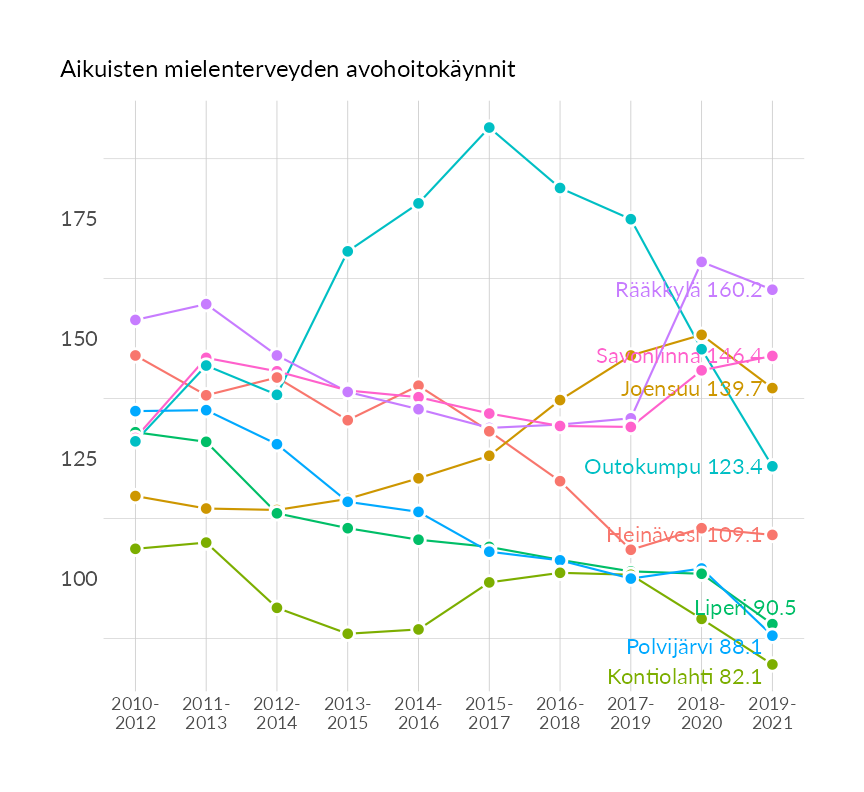 Aikuisten mielenterveyden avohoitokäynnit
175
150
125
100
Rääkkylä 160.2
Savonlinna 146.4
Joensuu 139.7
Outokumpu 123.4
Heinävesi 109.1
Liperi 90.5
Polvijärvi 88.1
Kontiolahti 82.1
2010- 2011- 2012- 2013- 2014- 2015- 2016- 2017- 2018- 2019-
2012 2013 2014 2015 2016 2017 2018 2019 2020 2021